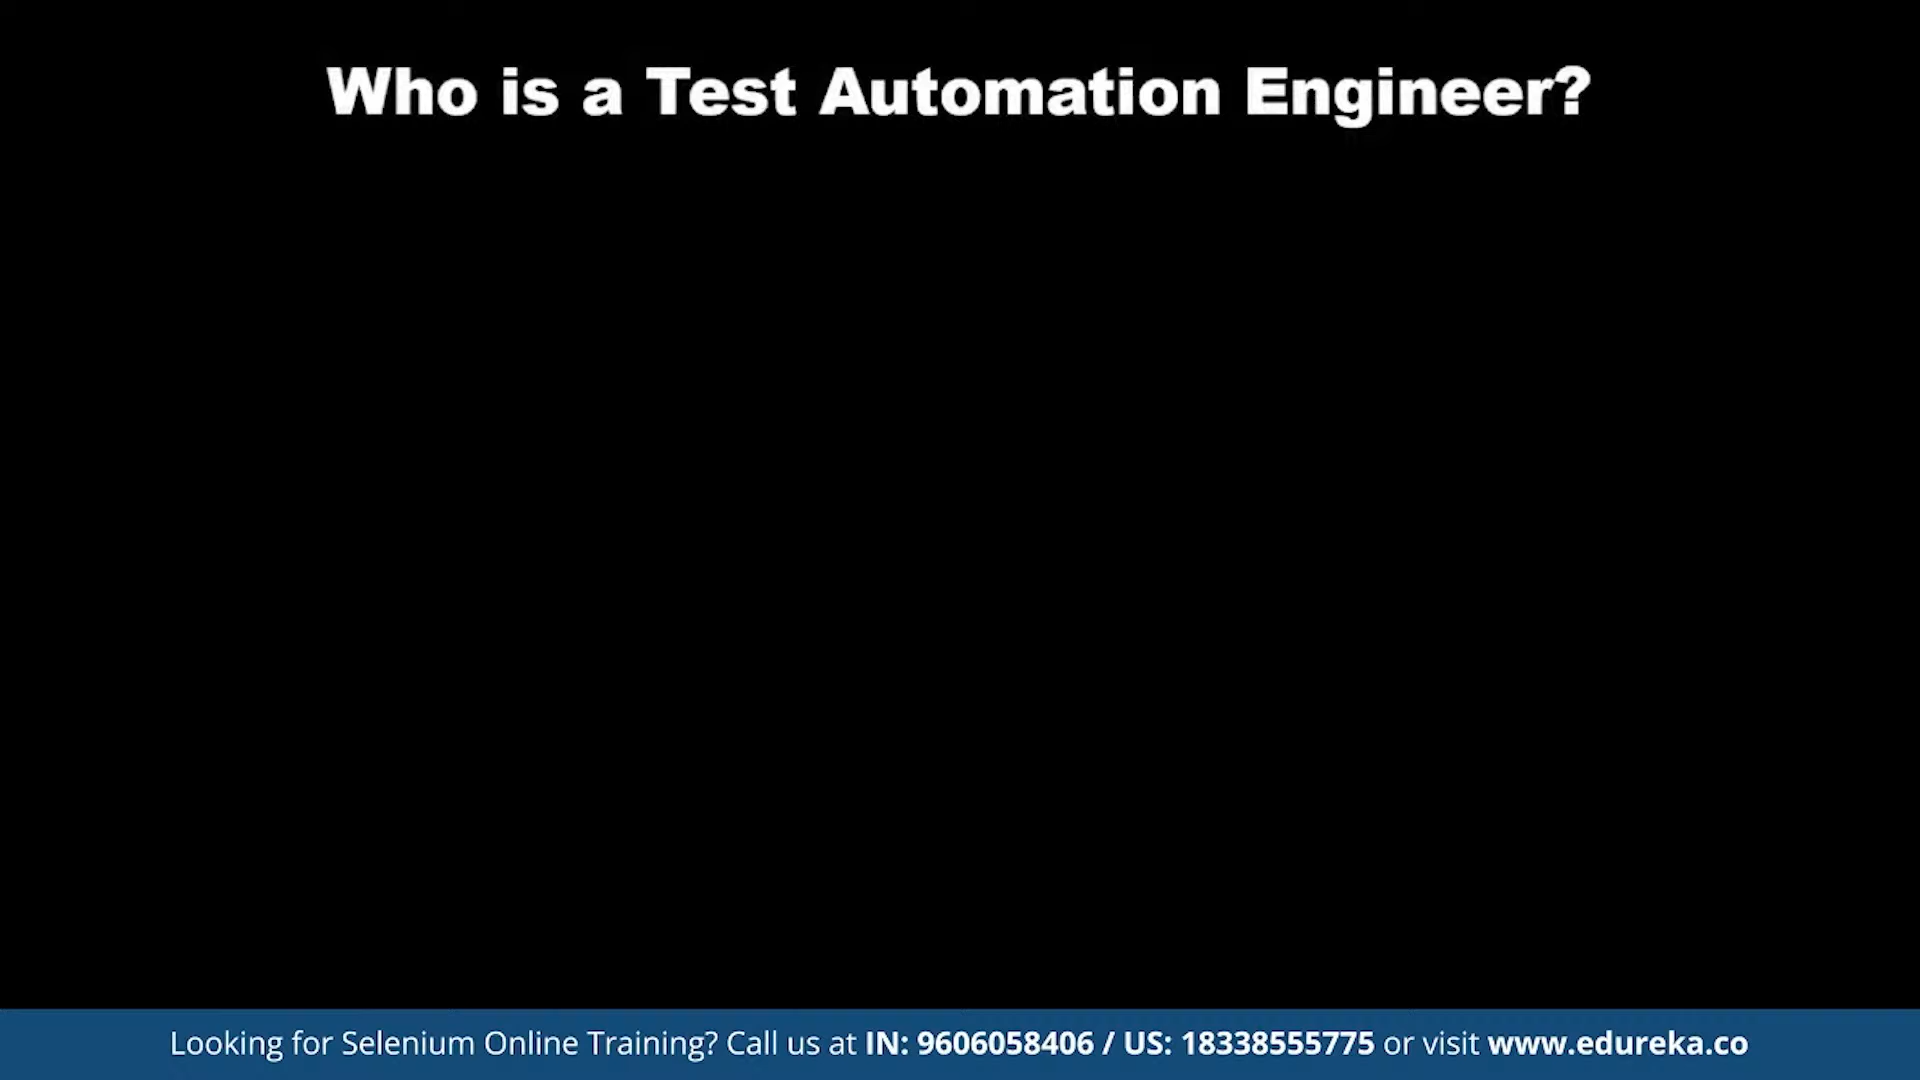 Who is a Test Automation Engineer?
Looking for Selenium Online Training? Call us at IN: 9606058406 / US: 18338555775 or visit www.edureka.co